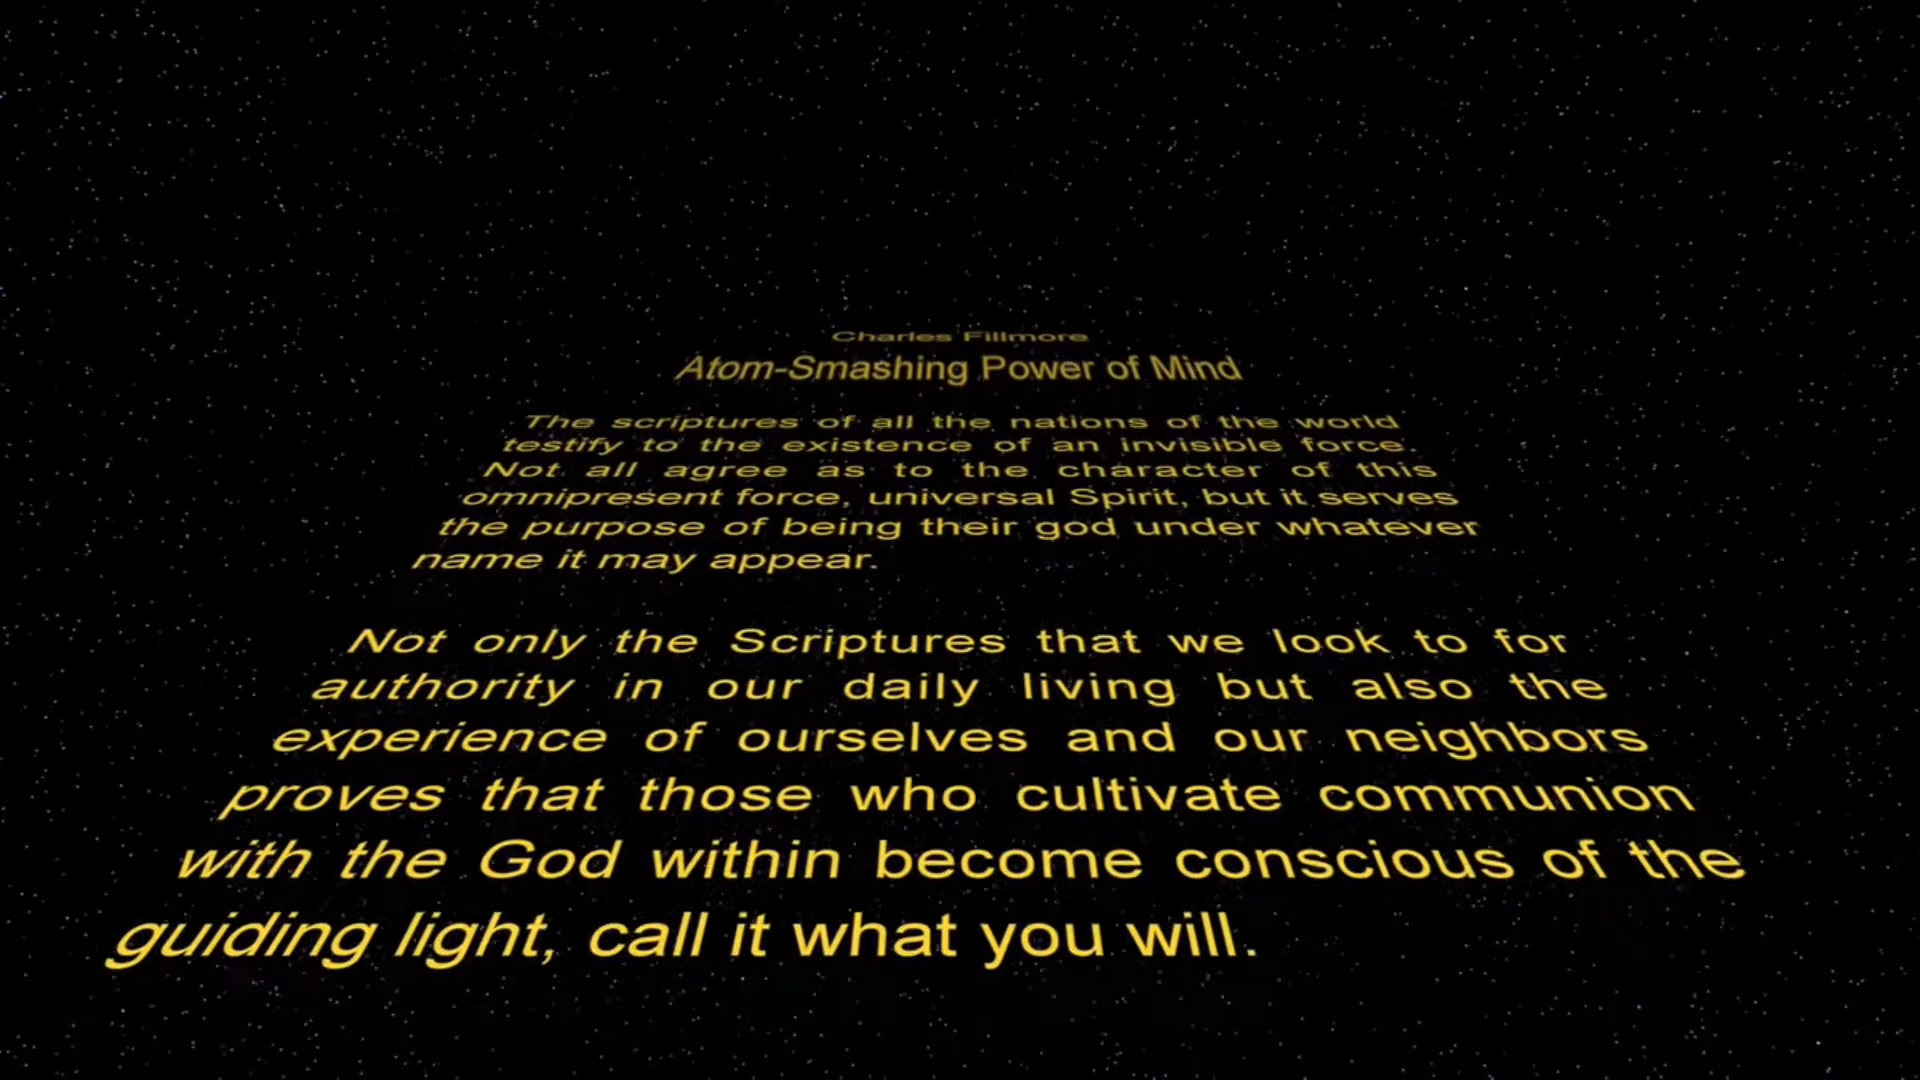 Charles Fillmore
Atom-Smashing Power of Mind
The scriptures of all the nations of the world
testify to the existence of an invisible force.
Not all agree as to the character of this
omnipresent force, universal Spirit, but it serves
the purpose of being their god under whatever
name it may appear.
Not only the Scriptures that we look to for
authority in our daily living but also the
experience of ourselves and our neighbors
proves that those who cultivate communion
with the God within become conscious of the
guiding light, call it what you will.